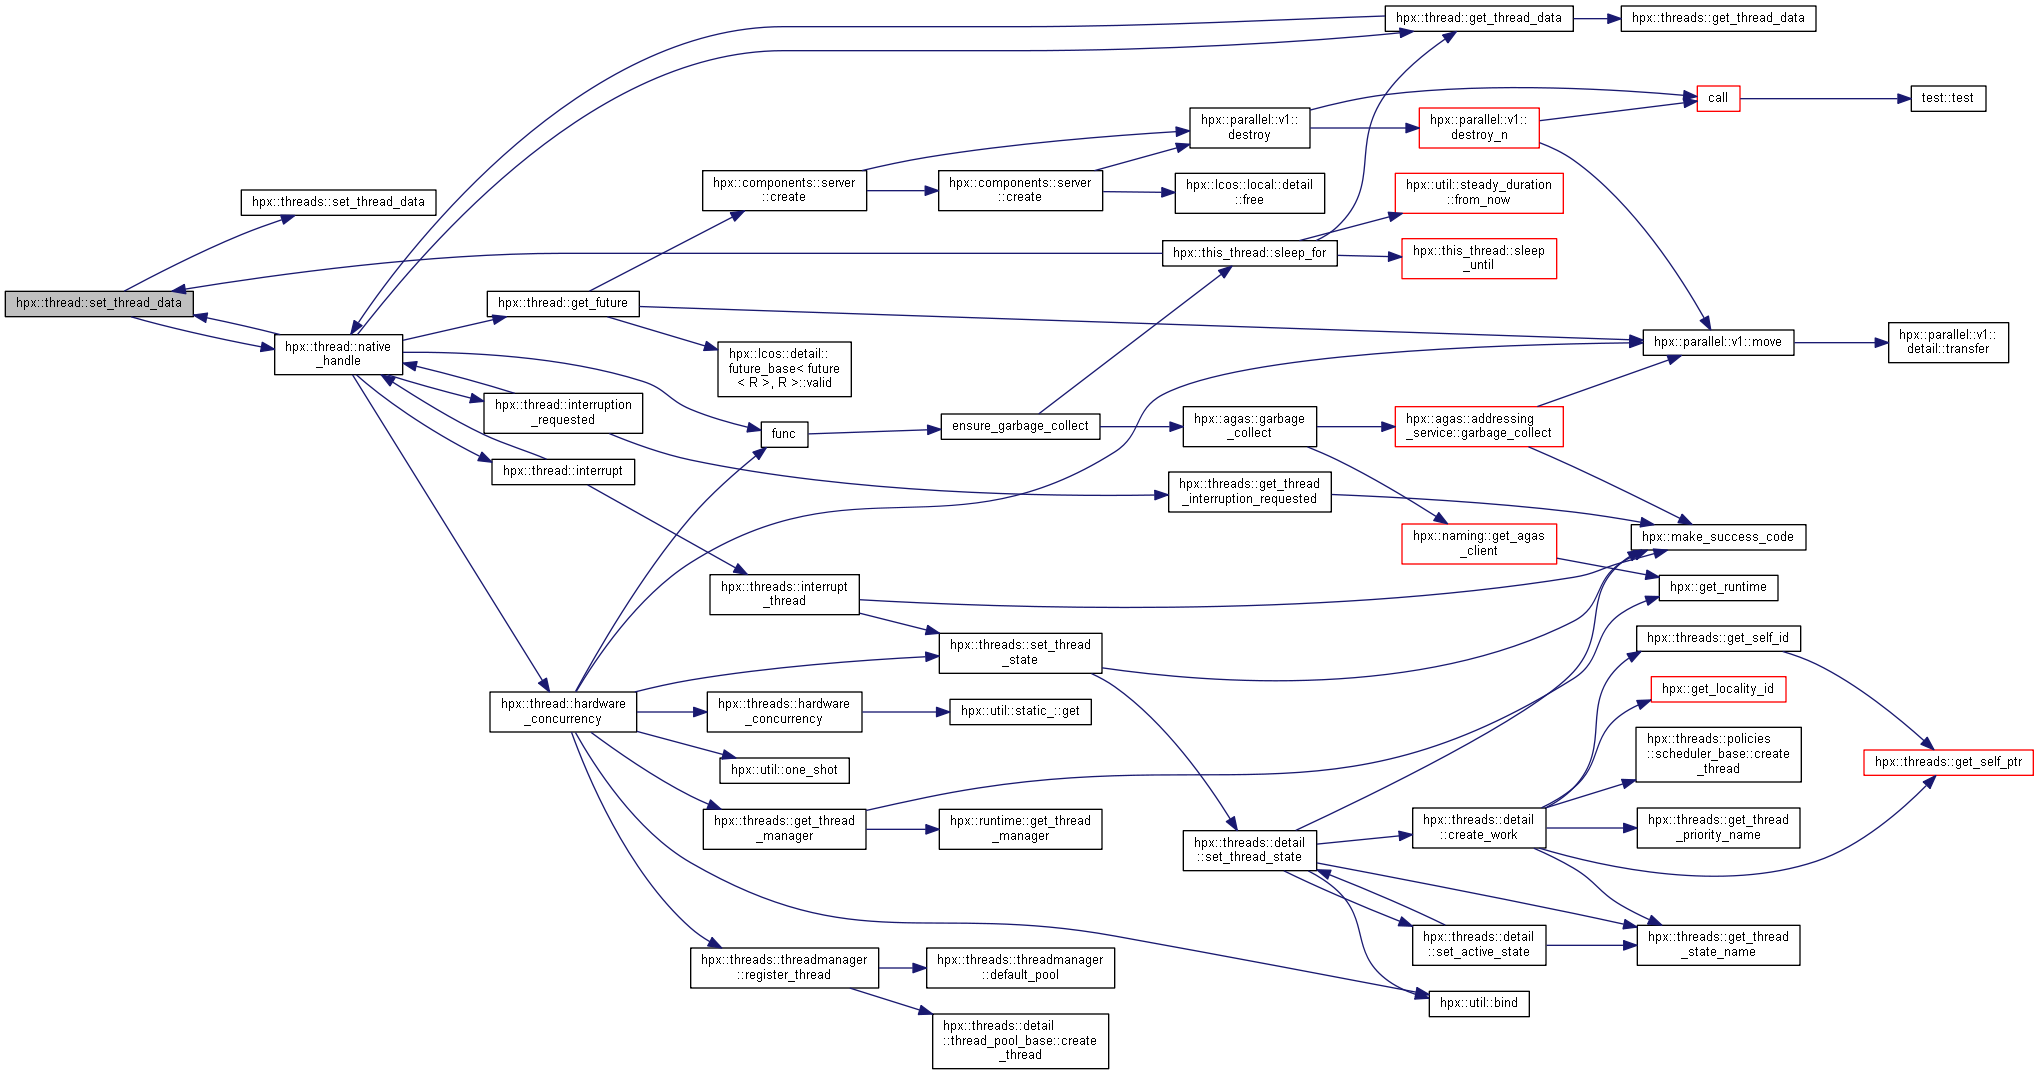 hpx::thread::get_thread_data
hpx::threads::get_thread_data
call
test::test
hpx::parallel::v1::
destroy
hpx::parallel::v1::
destroy_n
hpx::components::server
::create
hpx::components::server
::create
hpx::lcos::local::detail
::free
hpx::util::steady_duration
::from_now
hpx::threads::set_thread_data
hpx::this_thread::sleep_for
hpx::this_thread::sleep
_until
hpx::thread::set_thread_data
hpx::thread::get_future
hpx::thread::native
_handle
hpx::lcos::detail::
future_base< future
< R >, R >::valid
hpx::parallel::v1::move
hpx::parallel::v1::
detail::transfer
hpx::thread::interruption
_requested
func
ensure_garbage_collect
hpx::agas::garbage
_collect
hpx::agas::addressing
_service::garbage_collect
hpx::thread::interrupt
hpx::threads::get_thread
_interruption_requested
hpx::naming::get_agas
_client
hpx::make_success_code
hpx::get_runtime
hpx::threads::interrupt
_thread
hpx::threads::set_thread
_state
hpx::threads::get_self_id
hpx::get_locality_id
hpx::thread::hardware
_concurrency
hpx::threads::hardware
_concurrency
hpx::util::static_::get
hpx::threads::policies
::scheduler_base::create
_thread
hpx::threads::get_self_ptr
hpx::util::one_shot
hpx::threads::get_thread
_manager
hpx::runtime::get_thread
_manager
hpx::threads::detail
::set_thread_state
hpx::threads::detail
::create_work
hpx::threads::get_thread
_priority_name
hpx::threads::detail
::set_active_state
hpx::threads::get_thread
_state_name
hpx::threads::threadmanager
::register_thread
hpx::threads::threadmanager
::default_pool
hpx::util::bind
hpx::threads::detail
::thread_pool_base::create
_thread